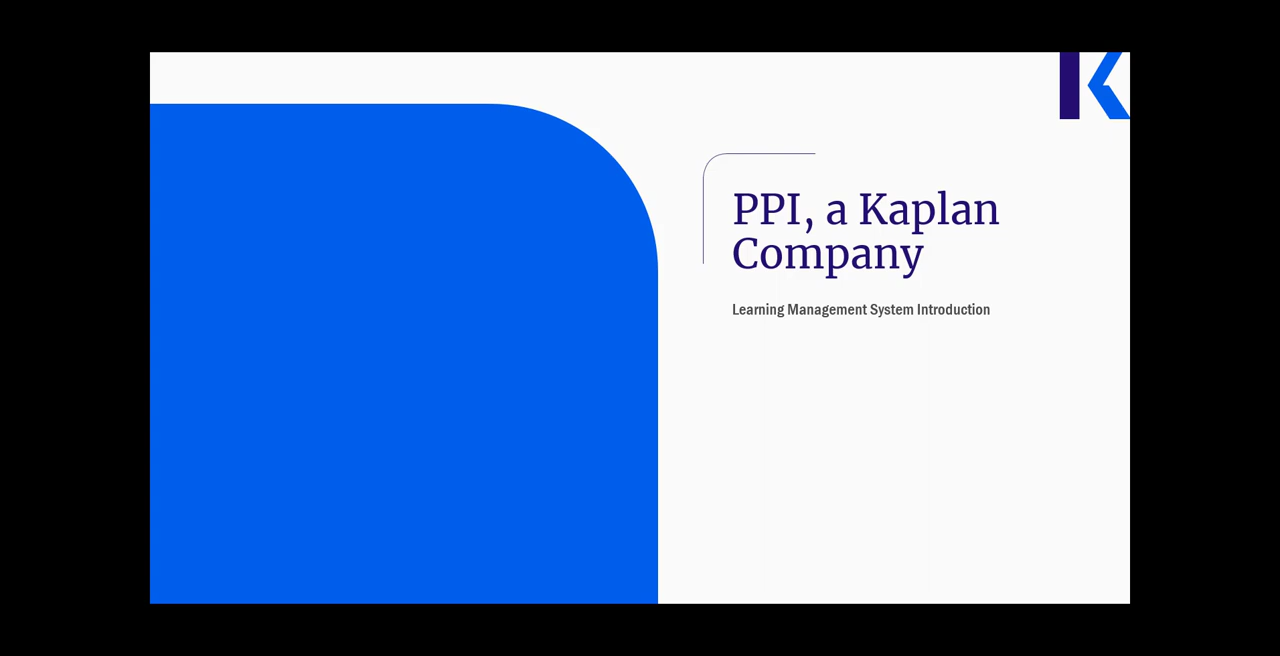 PPI, a Kaplan
Company
Learning Management System Introduction